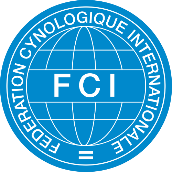 FEDERATION CYNOLOGIQUE INTERNATIONALE
FCI